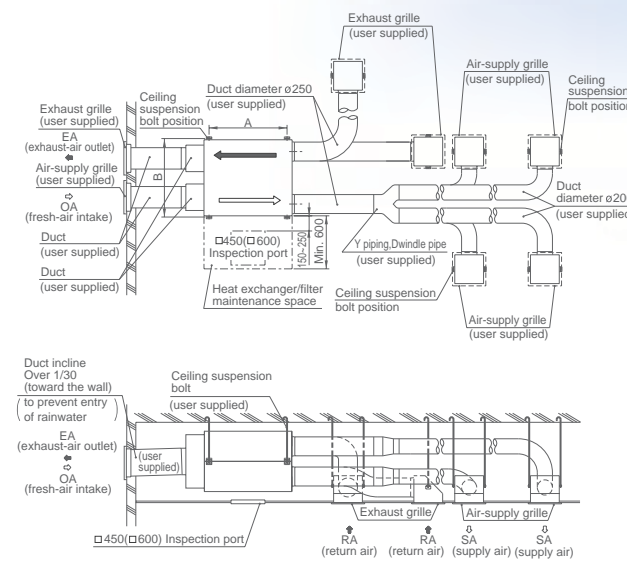 Exhaust grille
(user supplied)
Air-supply grille
(user supplied)
Ceiling
suspension
bolt position
Ceiling
suspension
bolt position
Duct diameter ø250
(user supplied)
A
B
Exhaust grille
(user supplied)
EA
(exhaust-air outlet)
Air-supply grille
(user supplied)
OA
(fresh-air intake)
Duct
(user supplied)
Duct
(user supplied)
□450(□600)
Inspection port
150~250
Min. 600
Heat exchanger/filter
maintenance space
Y piping,Dwindle pipe
(user supplied)
Duct
diameter ø20
(user supplied
Ceiling suspension
bolt position
Air-supply grille
(user supplied)
Duct incline
Over 1/30
(toward the wall)
(to prevent entry
of rainwater)
EA
(exhaust-air outlet)
OA
(fresh-air intake)
Ceiling suspension
bolt
(user supplied)
(user
supplied)
Exhaust grille
Air-supply grille
□450(□600) Inspection port
RA
(return air)
RA
(return air)
SA
(supply air)
SA
(supply air)